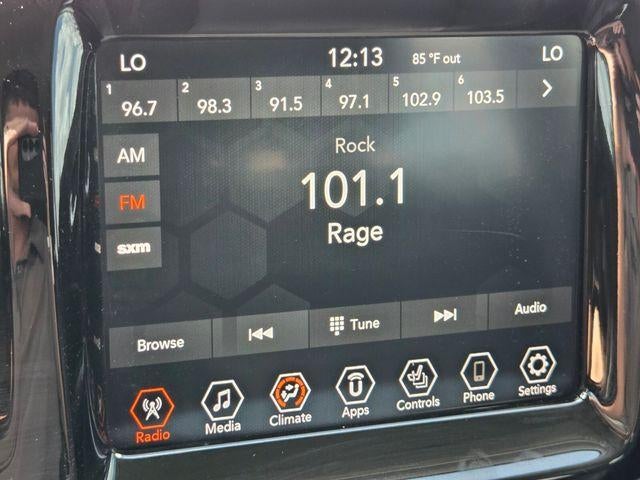 LO 12:13 85 °F out LO
1 96.7 2 98.3 3 91.5 4 97.1 5 102.9 6 103.5
AM
Rock
FM
101.1
sxm
Rage
Browse Tune Audio
Radio Media Climate Apps Controls Phone Settings